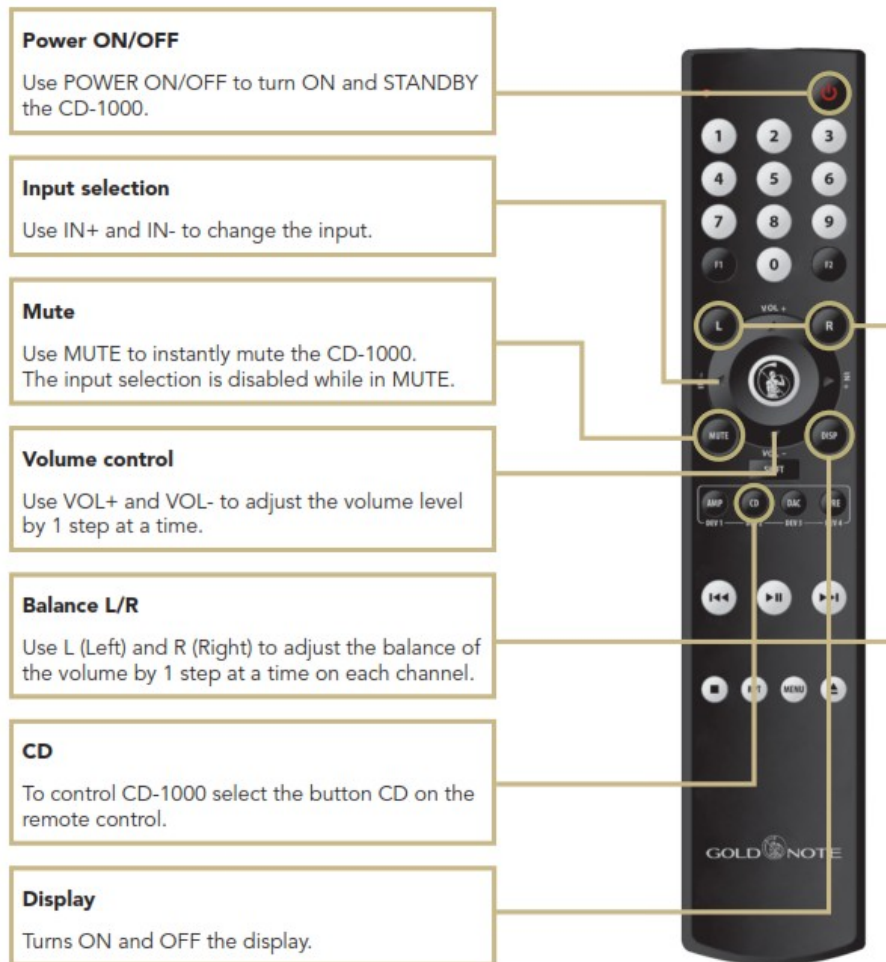 Power ON/OFF
Use POWER ON/OFF to turn ON and STANDBY
the CD-1000.
Input selection
Use IN+ and IN- to change the input.
Mute
Use MUTE to instantly mute the CD-1000.
The input selection is disabled while in MUTE.
Volume control
Use VOL+ and VOL- to adjust the volume level
by 1 step at a time.
Balance L/R
Use L (Left) and R (Right) to adjust the balance of
the volume by 1 step at a time on each channel.
CD
To control CD-1000 select the button CD on the
remote control.
Display
Turns ON and OFF the display.
1 2 3
4 5 6
7 8 9
F1 0 F2
VOL +
L R
IN +
MUTE DISP
VOL -
AMP CD DAC
DEV 1 DEV 3 DEV 4
MENU
GOLD NOTE